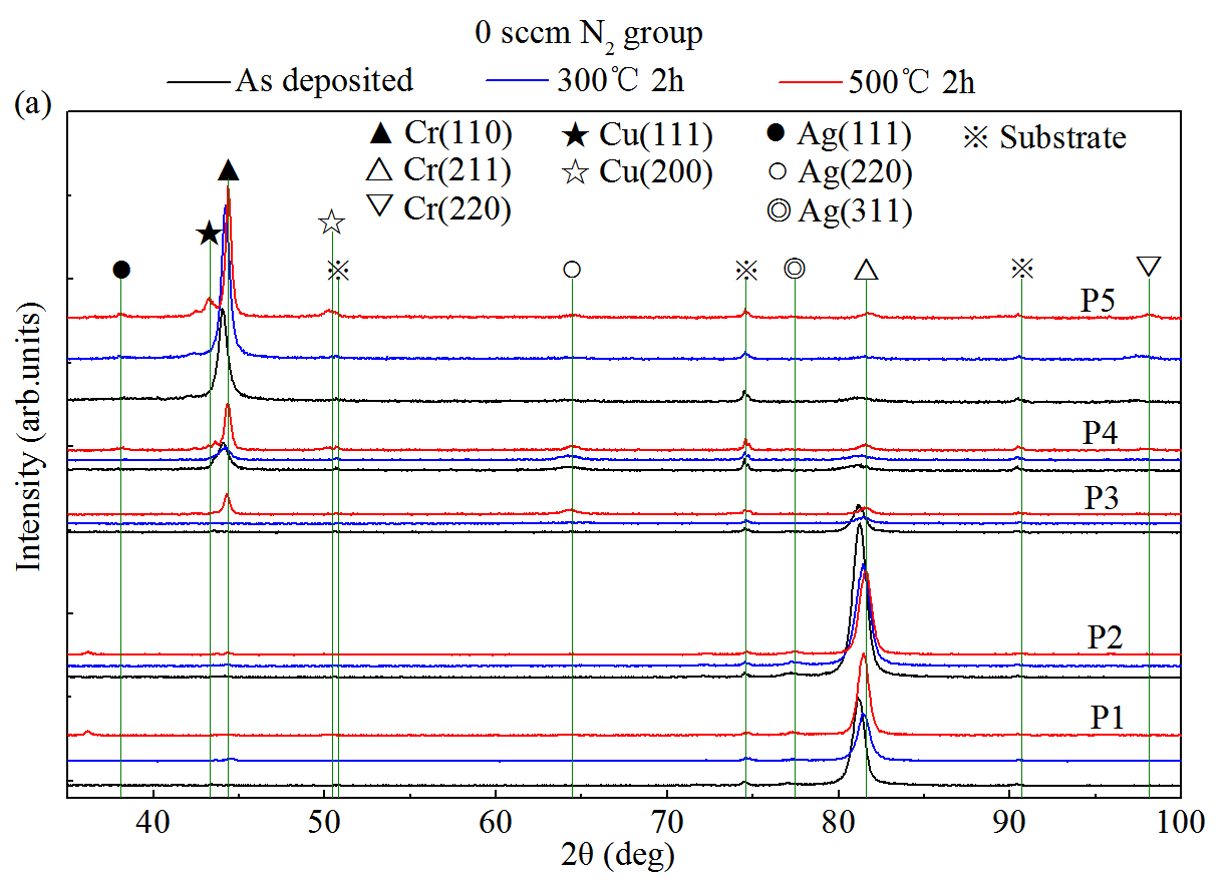 0 sccm N2 group
As deposited 300℃ 2h 500℃ 2h
(a)
▲ Cr(110) ★ Cu(111) ● Ag(111) ※ Substrate
△ Cr(211) ☆ Cu(200) ○ Ag(220)
▽ Cr(220) ◎ Ag(311)
P5
P4
P3
P2
P1
Intensity (arb.units)
40 50 60 70 80 90 100
2θ (deg)